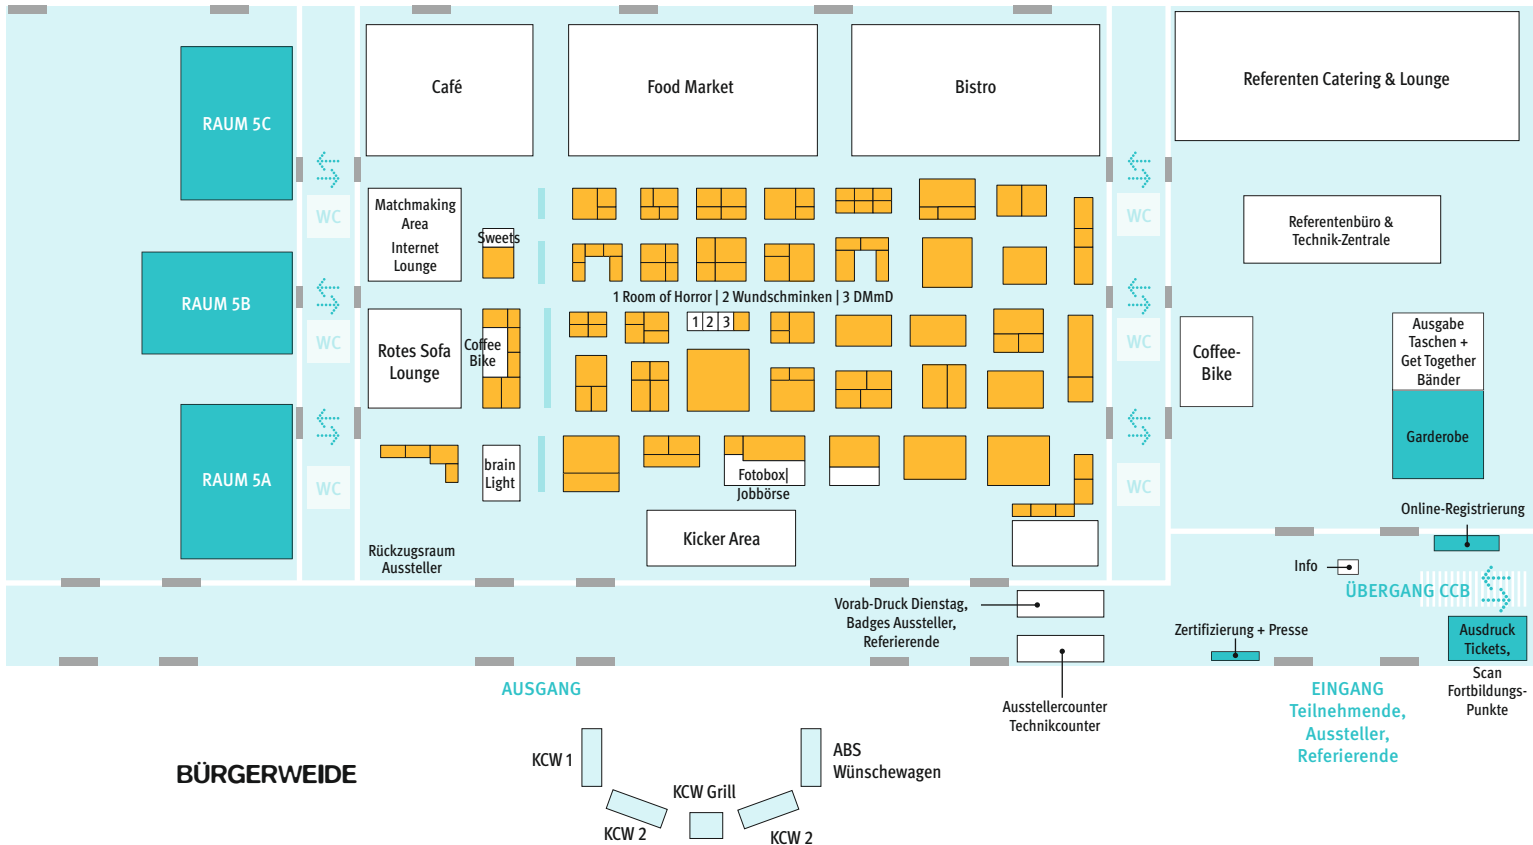 Café
Food Market
Bistro
Referenten Catering & Lounge
RAUM 5C
WC
Matchmaking
Area
Internet
Lounge
Sweets
WC
Referentenbüro &
Technik-Zentrale
RAUM 5B
1 Room of Horror | 2 Wundschminken | 3 DMmD
1 2 3
WC
Rotes Sofa
Lounge
Coffee
Bike
WC
Coffee-
Bike
Ausgabe
Taschen +
Get Together
Bänder
Garderobe
RAUM 5A
WC
brain
Light
Fotobox|
Jobbörse
WC
Kicker Area
Rückzugsraum
Aussteller
Online-Registrierung
Info
ÜBERGANG CCB
Vorab-Druck Dienstag,
Badges Aussteller,
Referierende
Zertifizierung + Presse
Ausdruck
Tickets,
Scan
Fortbildungs-
Punkte
AUSGANG
Ausstellercounter
Technikcounter
EINGANG
Teilnehmende,
Aussteller,
Referierende
BÜRGERWEIDE
KCW 1
ABS
Wünschewagen
KCW Grill
KCW 2
KCW 2